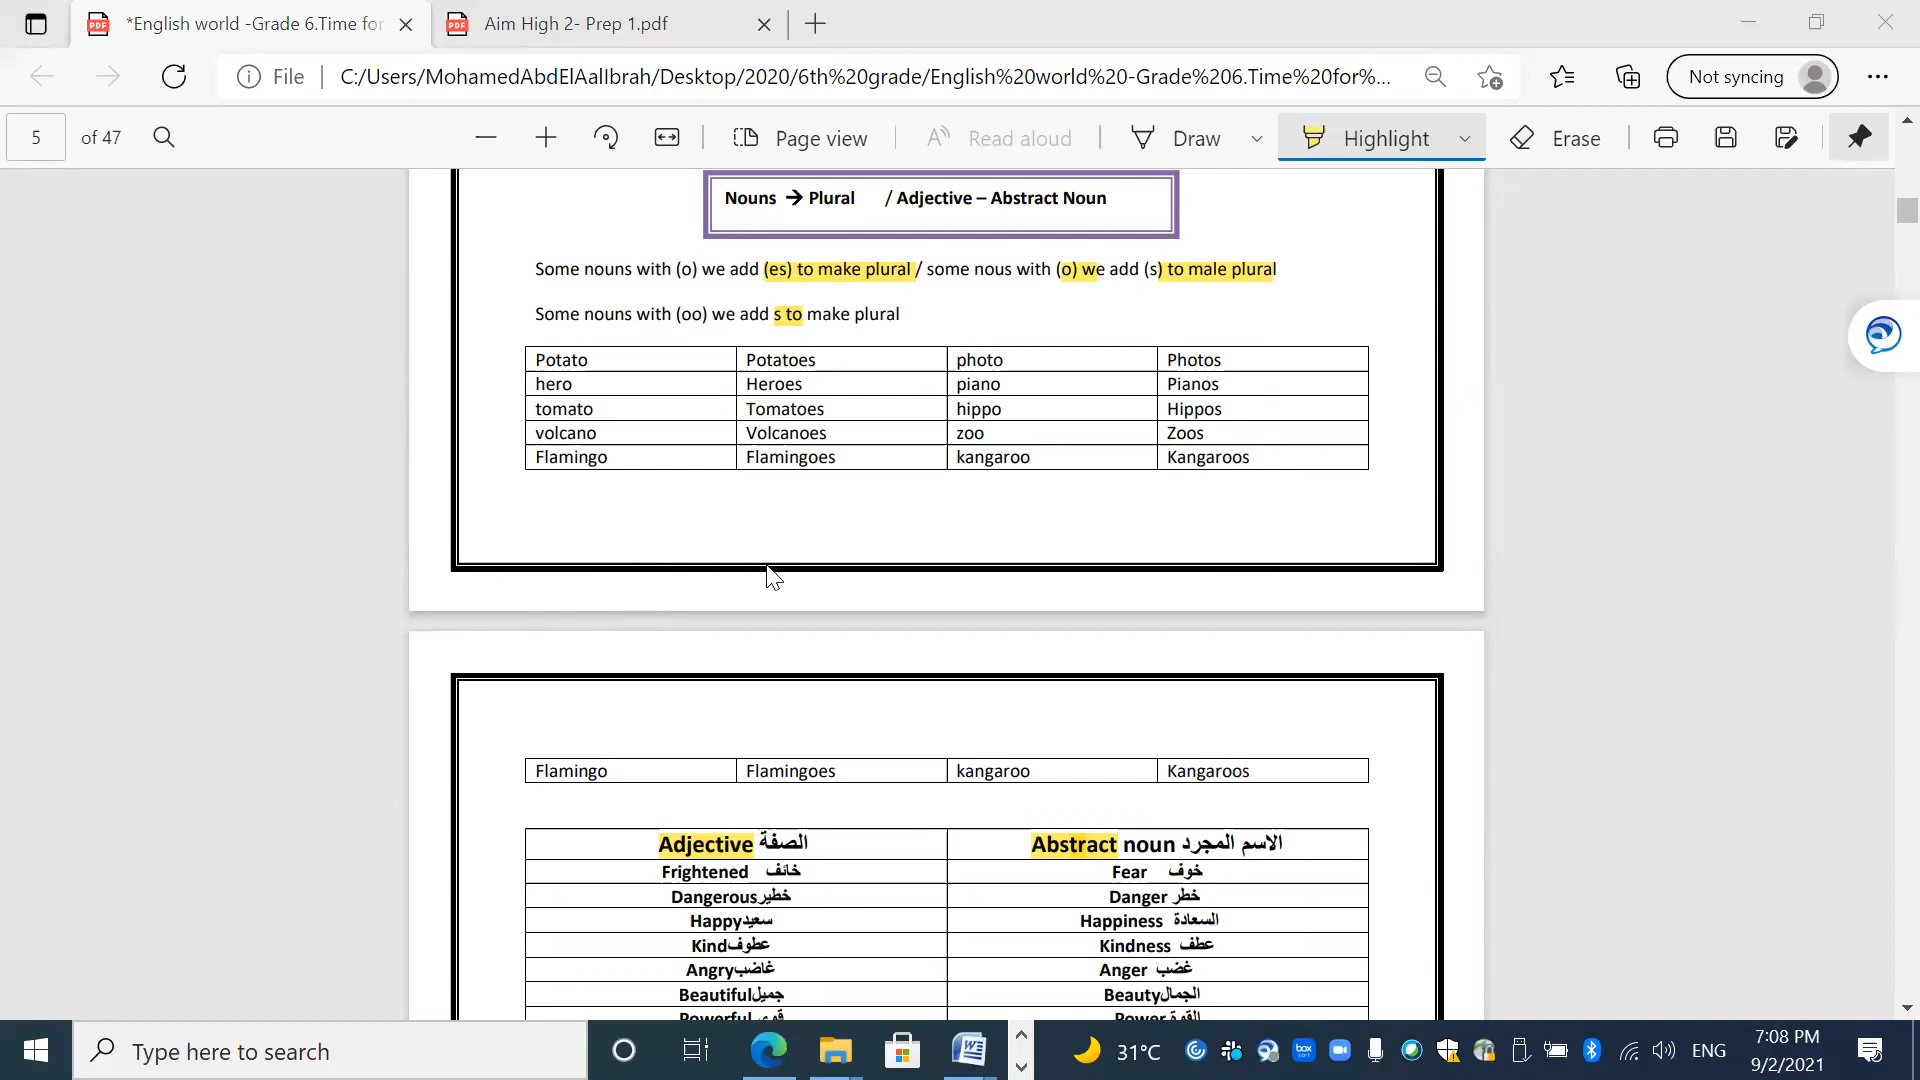 *English world -Grade 6.Time for
Aim High 2- Prep 1.pdf
File
C:/Users/MohamedAbdElAalIbrah/Desktop/2020/6th%20grade/English%20world%20-Grade%206.Time%20for%...
Not syncing
5 of 47
Page view
Read aloud
Draw
Highlight
Erase
Nouns → Plural / Adjective – Abstract Noun
Some nouns with (o) we add (es) to make plural / some nous with (o) we add (s) to male plural
Some nouns with (oo) we add s to make plural
Potato Potatoes photo Photos
hero Heroes piano Pianos
tomato Tomatoes hippo Hippos
volcano Volcanoes zoo Zoos
Flamingo Flamingoes kangaroo Kangaroos
Flamingo Flamingoes kangaroo Kangaroos
Adjective الصفة Abstract noun الاسم المجرد
Frightened خائف Fear خوف
Dangerous خطير Danger خطر
Happy سعيد Happiness السعادة
Kind عطوف Kindness عطف
Angry غاضب Anger غضب
Beautiful جميل Beauty الجمال
Powerful قوي Power القوة
Type here to search
31°C
box
ENG
7:08 PM
9/2/2021